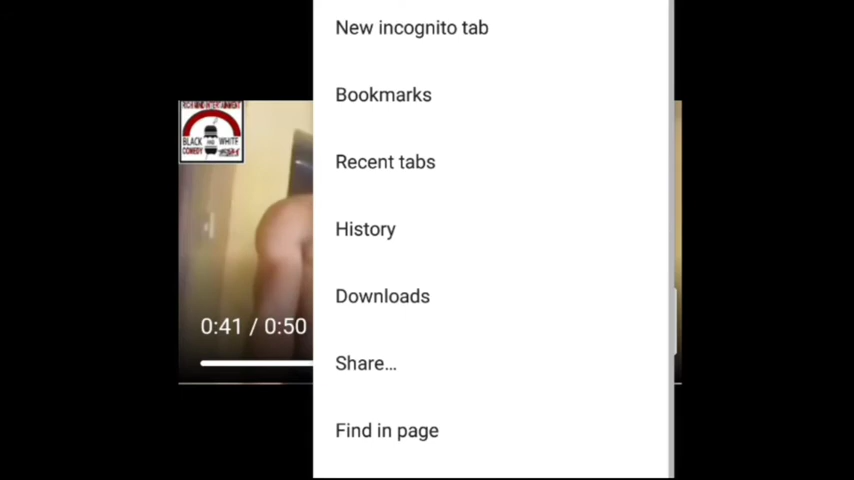 New incognito tab
Bookmarks
BLACK AND WHITE
COMEDY
Recent tabs
History
Downloads
0:41 / 0:50
Share...
Find in page